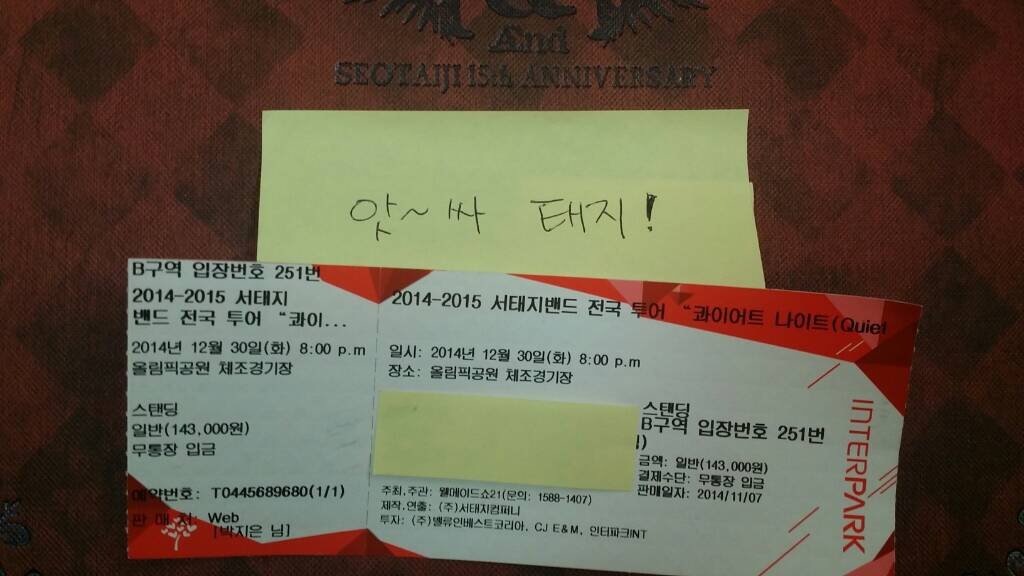 And
SEOTAIJI 15th ANNIVERSARY
앗~싸 태지!
B구역 입장번호 251번
2014-2015 서태지
밴드 전국 투어 “콰이...
2014년 12월 30일(화) 8:00 p.m
올림픽공원 체조경기장
스탠딩
일반(143,000원)
무통장 입금
예약번호: T0445689680(1/1)
판 매 처: Web
[박지은 님]
2014-2015 서태지밴드 전국 투어 “콰이어트 나이트(Quiet
일시: 2014년 12월 30일(화) 8:00 p.m
장소: 올림픽공원 체조경기장
스탠딩
B구역 입장번호 251번
금액: 일반(143,000원)
결제수단: 무통장 입금
판매일자: 2014/11/07
주최,주관: 웰메이드쇼21(문의: 1588-1407)
제작,연출: (주)서태지컴퍼니
투자: (주)밸류인베스트코리아, CJ E&M, 인터파크INT
INTERPARK